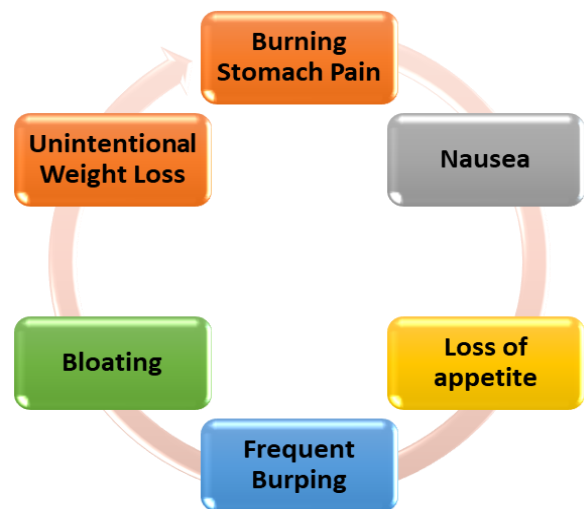 Burning
Stomach Pain
Nausea
Loss of
appetite
Frequent
Burping
Bloating
Unintentional
Weight Loss